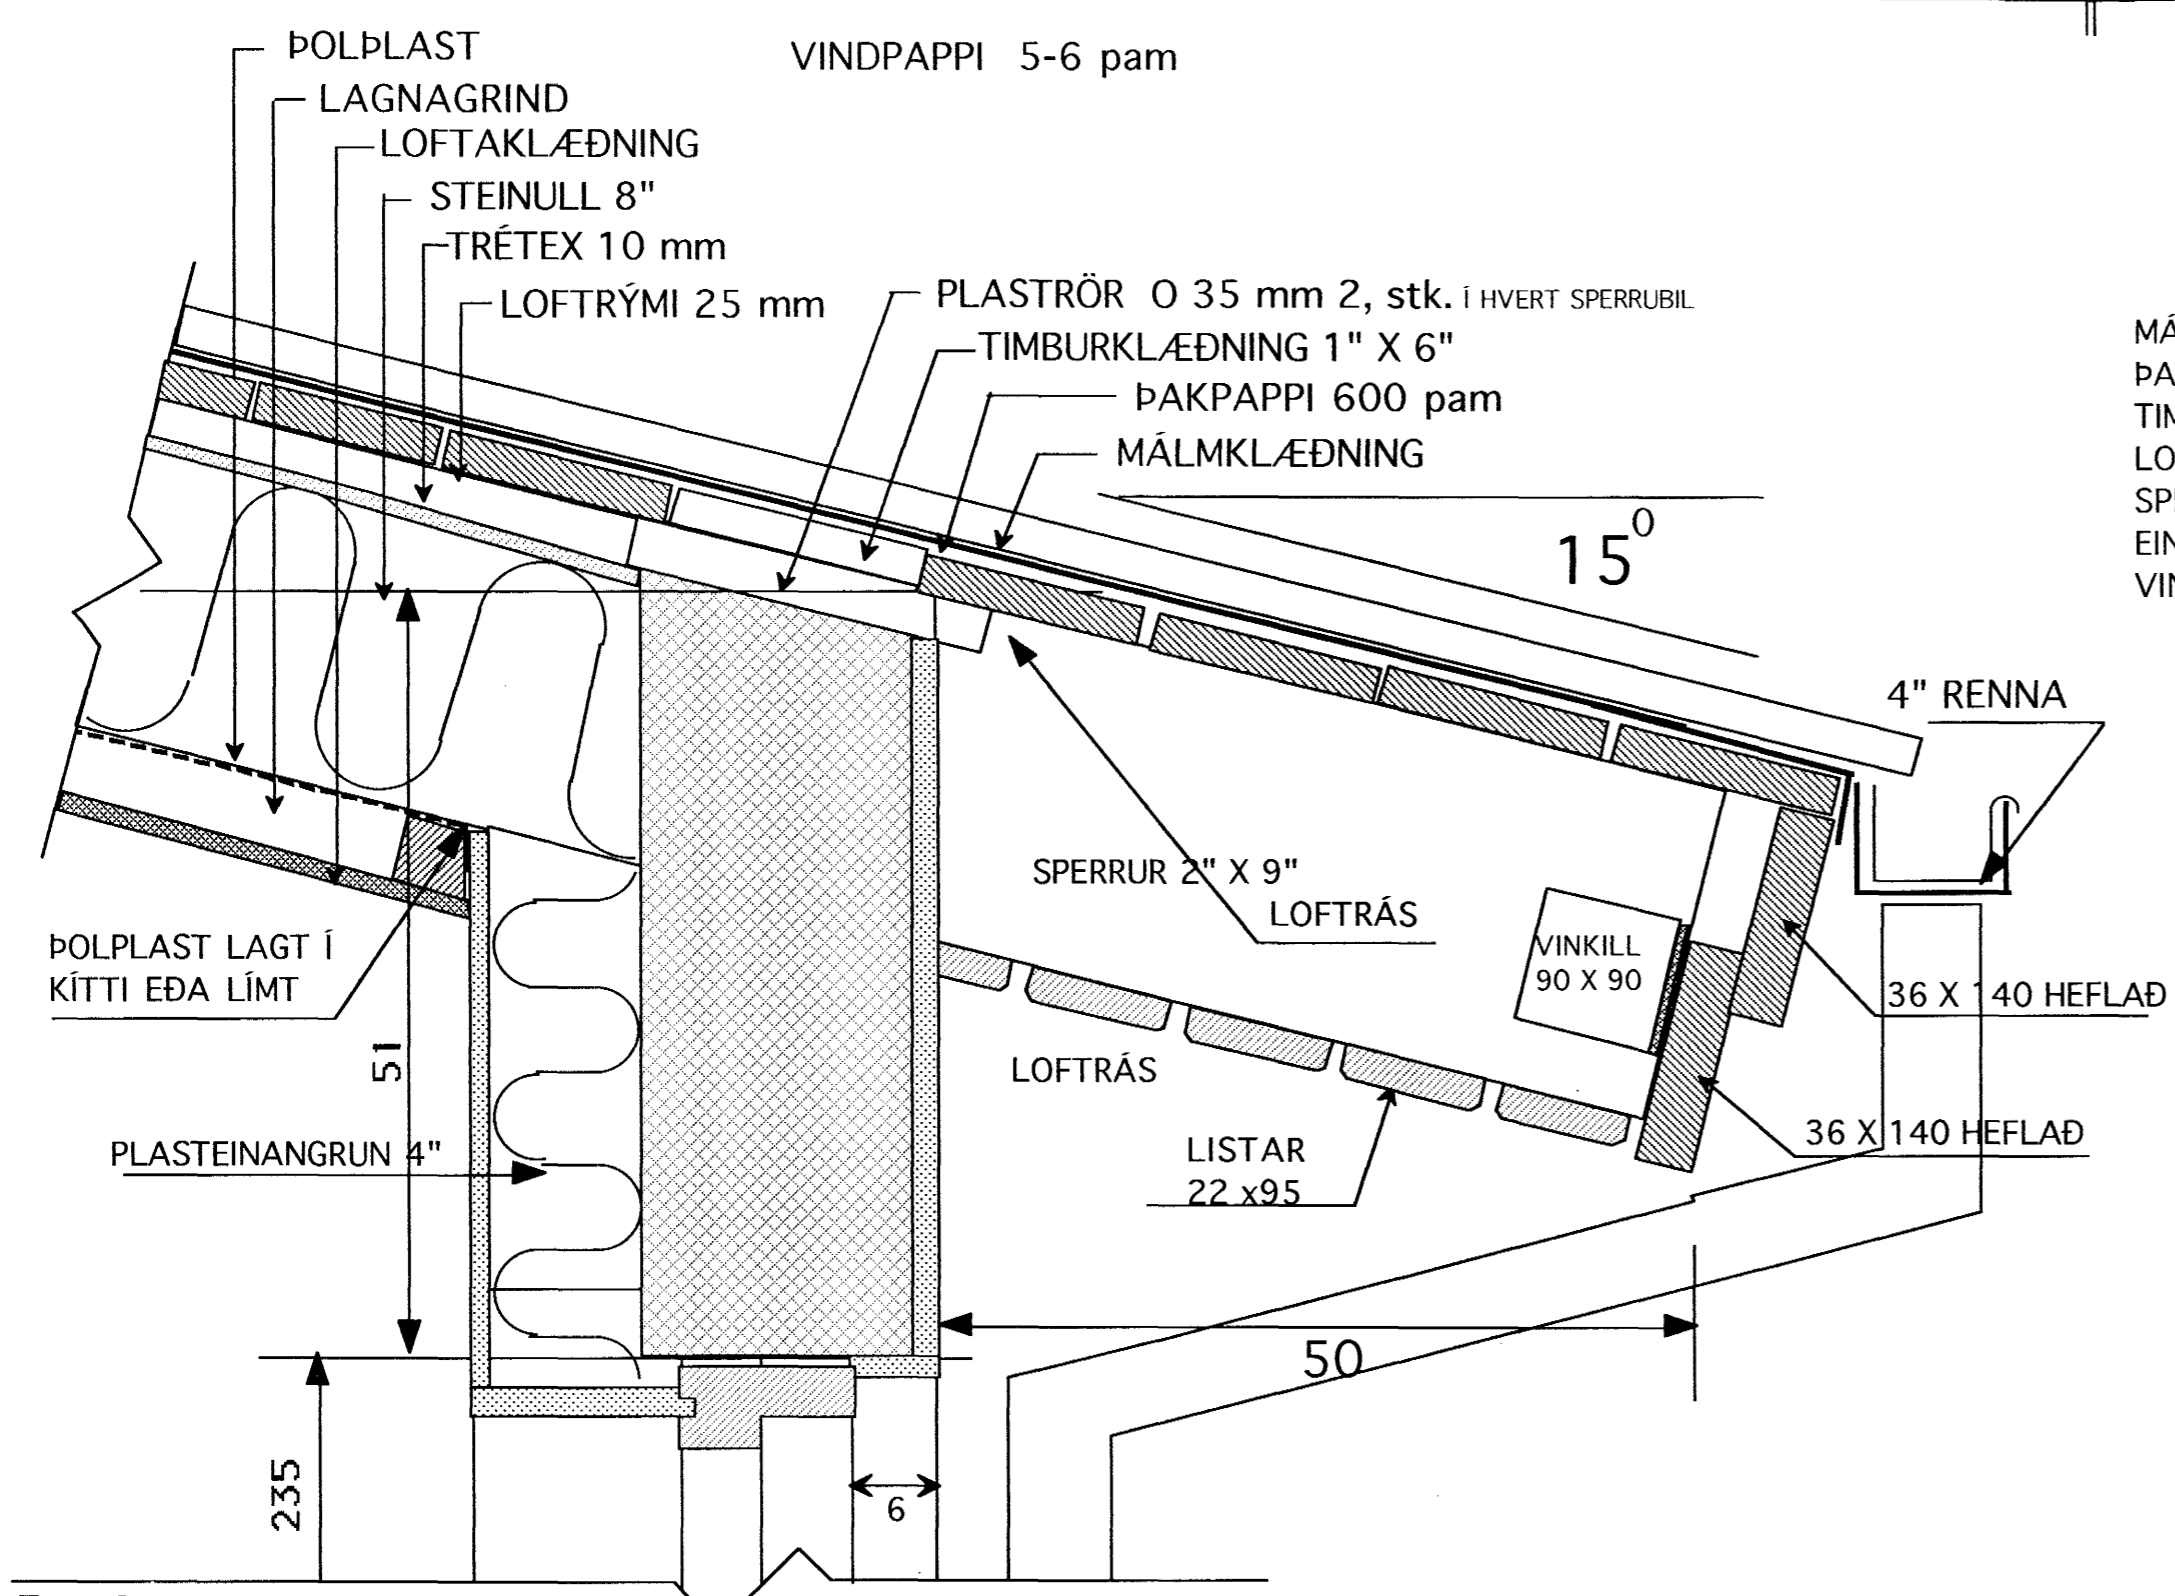 ÞOLÞLAST
VINDPAPPI 5-6 pam
LAGNAGRIND
LOFTAKLÆÐNING
STEINULL 8"
TRÉTEX 10 mm
LOFTRÝMI 25 mm
PLASTRÖR O 35 mm 2, stk. Í HVERT SPERRUBIL
TIMBURKLÆÐNING 1" X 6"
ÞAKPAPPI 600 pam
MÁLMKLÆÐNING
15°
4" RENNA
SPERRUR 2" X 9"
LOFTRÁS
VINKILL
90 X 90
ÞOLPLAST LAGT Í
KÍTTI EÐA LÍMT
36 X 140 HEFLAÐ
51
LOFTRÁS
36 X 140 HEFLAÐ
PLASTEINANGRUN 4"
LISTAR
22 x95
50
235
6